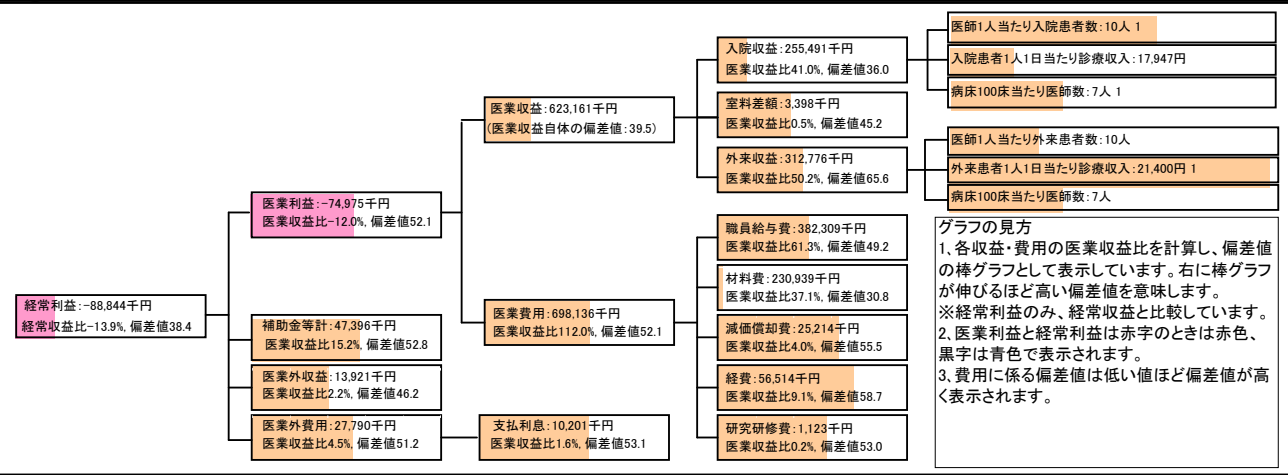 経常利益:-88,844千円
経常収益比-13.9%, 偏差値38.4
医業利益:-74,975千円
医業収益比-12.0%, 偏差値52.1
補助金等計:47,396千円
医業収益比15.2%, 偏差値52.8
医業外収益:13,921千円
医業収益比2.2%, 偏差値46.2
医業外費用:27,790千円
医業収益比4.5%, 偏差値51.2
医業収益:623,161千円
(医業収益自体の偏差値:39.5)
医業費用:698,136千円
医業収益比112.0%, 偏差値52.1
支払利息:10,201千円
医業収益比1.6%, 偏差値53.1
入院収益:255,491千円
医業収益比41.0%, 偏差値36.0
室料差額:3,398千円
医業収益比0.5%, 偏差値45.2
外来収益:312,776千円
医業収益比50.2%, 偏差値65.6
職員給与費:382,309千円
医業収益比61.3%, 偏差値49.2
材料費:230,939千円
医業収益比37.1%, 偏差値30.8
減価償却費:25,214千円
医業収益比4.0%, 偏差値55.5
経費:56,514千円
医業収益比9.1%, 偏差値58.7
研究研修費:1,123千円
医業収益比0.2%, 偏差値53.0
医師1人当たり入院患者数:10人 1
入院患者1人1日当たり診療収入:17,947円
病床100床当たり医師数:7人 1
医師1人当たり外来患者数:10人
外来患者1人1日当たり診療収入:21,400円 1
病床100床当たり医師数:7人
グラフの見方
1、各収益・費用の医業収益比を計算し、偏差値
の棒グラフとして表示しています。右に棒グラフ
が伸びるほど高い偏差値を意味します。
※経常利益のみ、経常収益と比較しています。
2、医業利益と経常利益は赤字のときは赤色、
黒字は青色で表示されます。
3、費用に係る偏差値は低い値ほど偏差値が高
く表示されます。